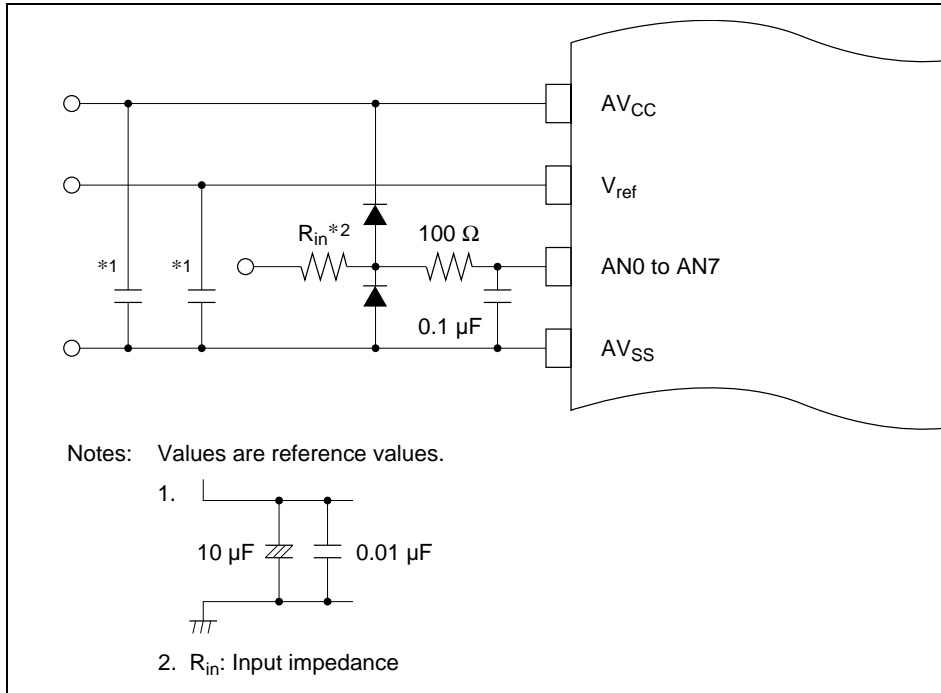 AVCC
Vref
Rin*2
100 Ω
*1
*1
AN0 to AN7
0.1 µF
AVSS
Notes: Values are reference values.
1.
10 µF
0.01 µF
2. Rin: Input impedance